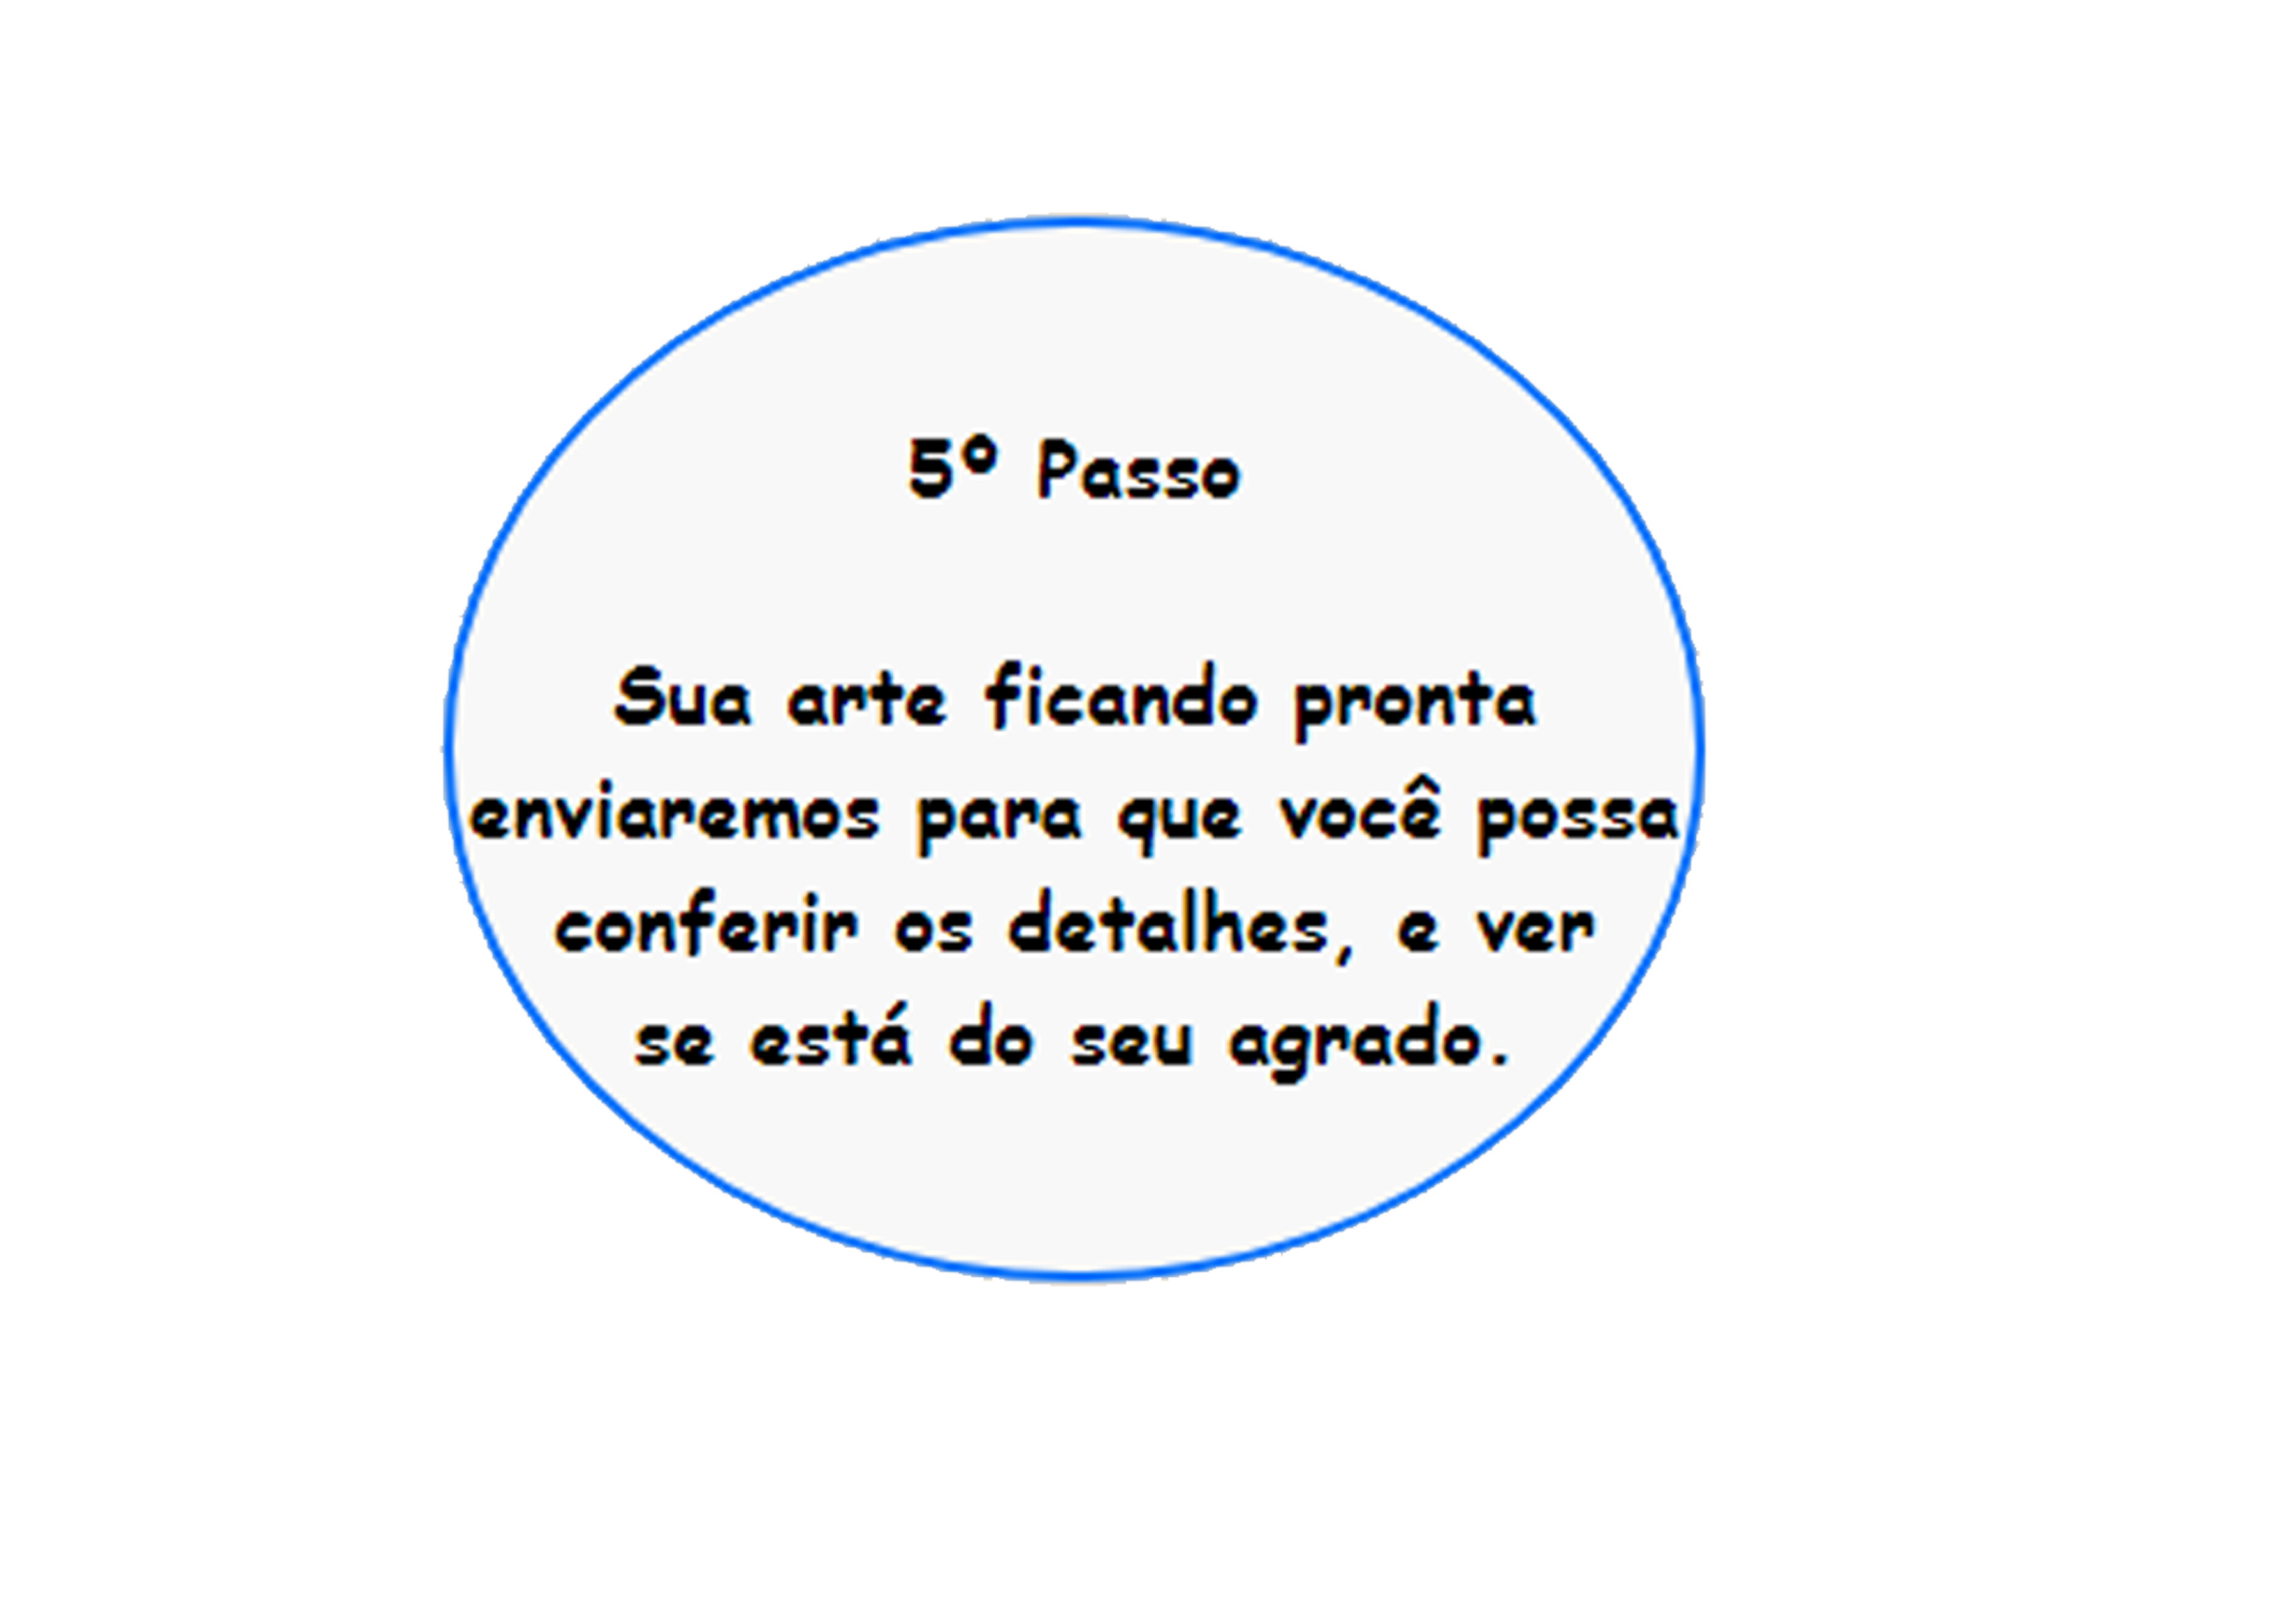 5º Passo
Sua arte ficando pronta
enviaremos para que você possa
conferir os detalhes, e ver
se está do seu agrado.